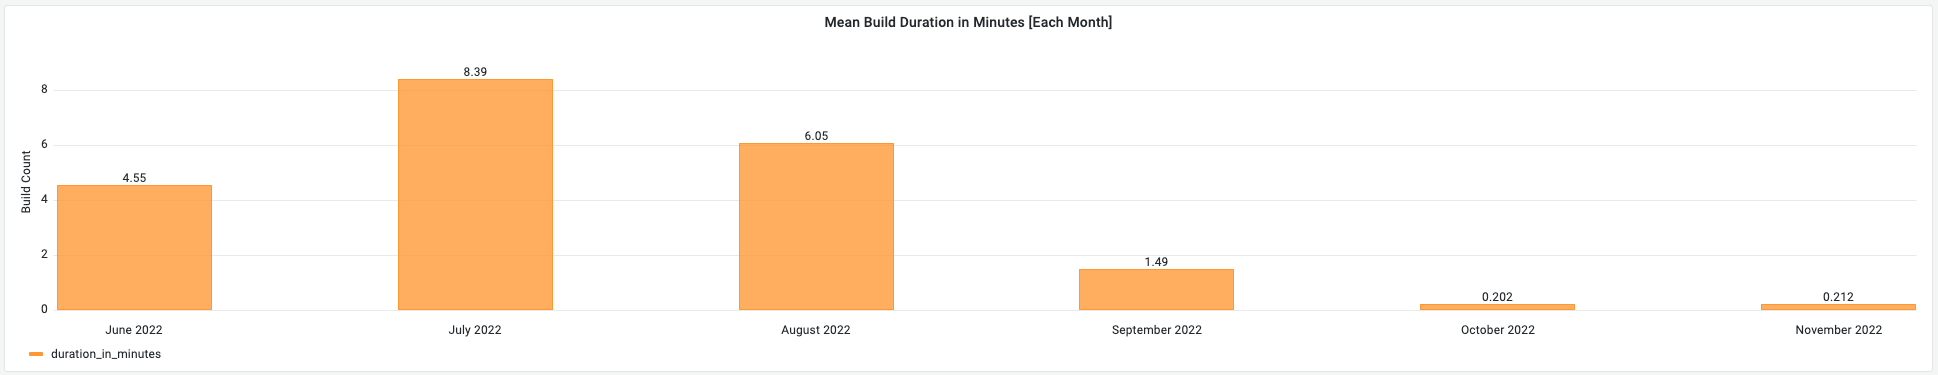 Mean Build Duration in Minutes [Each Month]
Build Count
8
6
4
2
0
4.55
8.39
6.05
1.49
0.202
0.212
June 2022
July 2022
August 2022
September 2022
October 2022
November 2022
duration_in_minutes